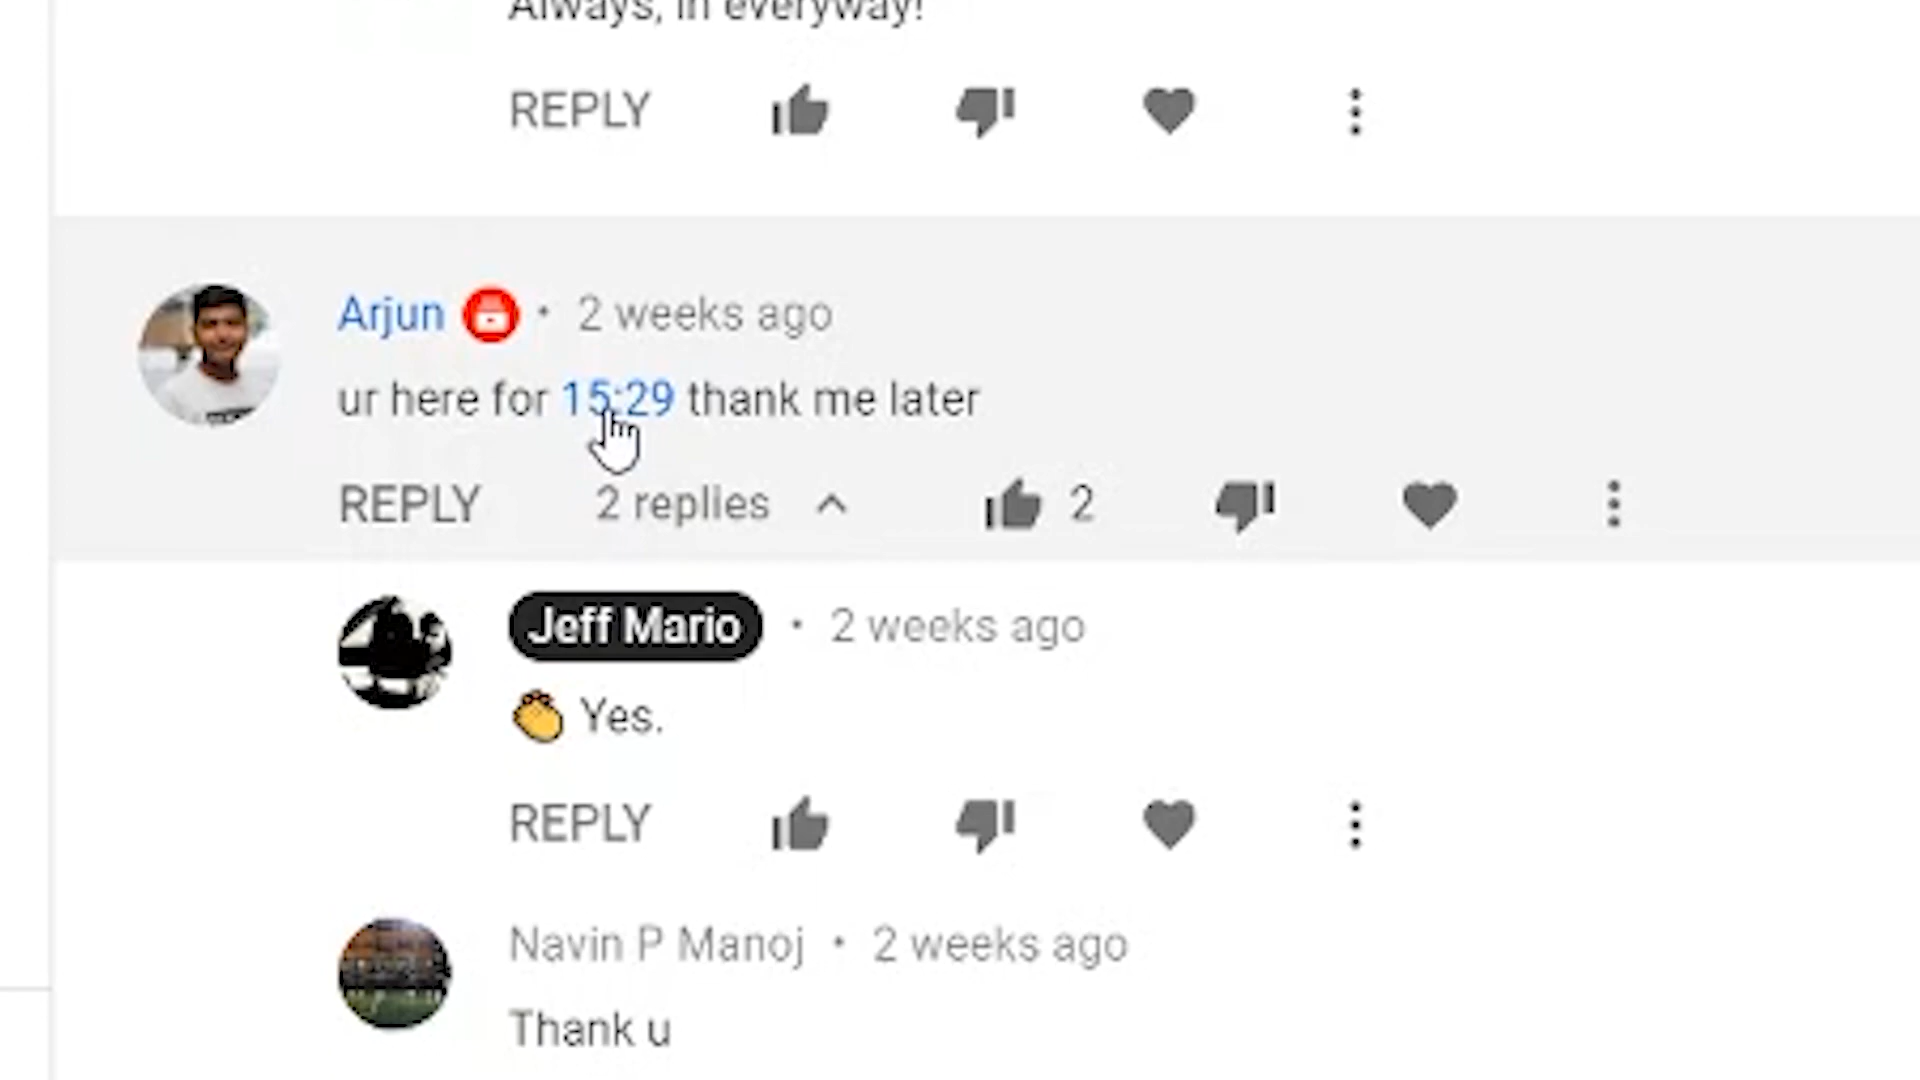 Always, in everyway!
REPLY
Arjun • 2 weeks ago
ur here for 15:29 thank me later
REPLY 2 replies 2
Jeff Mario • 2 weeks ago
👏 Yes.
REPLY
Navin P Manoj • 2 weeks ago
Thank u